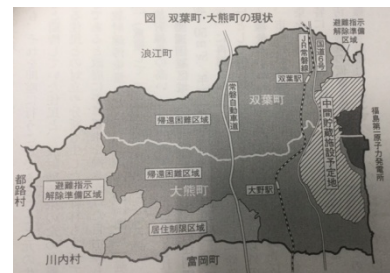 図 双葉町・大熊町の現状
浪江町
JR常磐線
国道6号
避難指示
解除準備
区域
双葉駅
双葉町
常磐自動車道
帰還困難区域
中間貯蔵施設予定地
福島第一原子力発電所
帰還困難区域
大熊町
都路村
避難指示
解除準備区域
大野駅
居住制限区域
川内村
富岡町